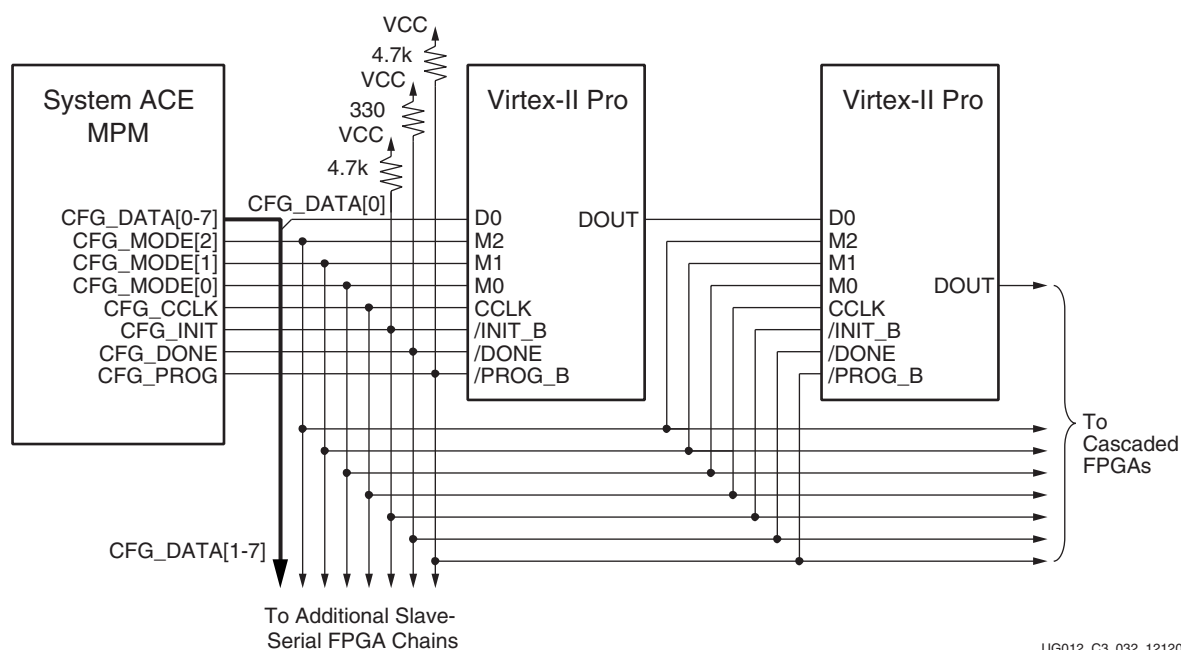 VCC
4.7k
VCC
330
VCC
4.7k
System ACE
MPM
CFG_DATA[0-7]
CFG_MODE[2]
CFG_MODE[1]
CFG_MODE[0]
CFG_CCLK
CFG_INIT
CFG_DONE
CFG_PROG
CFG_DATA[0]
Virtex-II Pro
D0
M2
M1
M0
CCLK
/INIT_B
/DONE
/PROG_B
DOUT
Virtex-II Pro
D0
M2
M1
M0
CCLK
/INIT_B
/DONE
/PROG_B
DOUT
To
Cascaded
FPGAs
CFG_DATA[1-7]
To Additional Slave-
Serial FPGA Chains